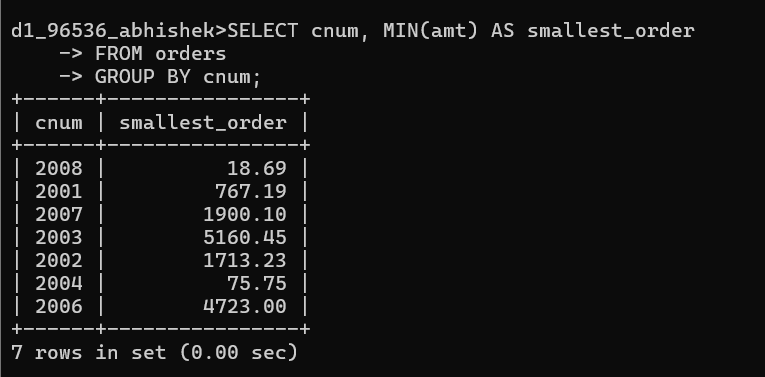 d1_96536_abhishek>SELECT cnum, MIN(amt) AS smallest_order
    -> FROM orders
    -> GROUP BY cnum;
+------+----------------+
| cnum | smallest_order |
+------+----------------+
| 2008 |          18.69 |
| 2001 |         767.19 |
| 2007 |        1900.10 |
| 2003 |        5160.45 |
| 2002 |        1713.23 |
| 2004 |          75.75 |
| 2006 |        4723.00 |
+------+----------------+
7 rows in set (0.00 sec)